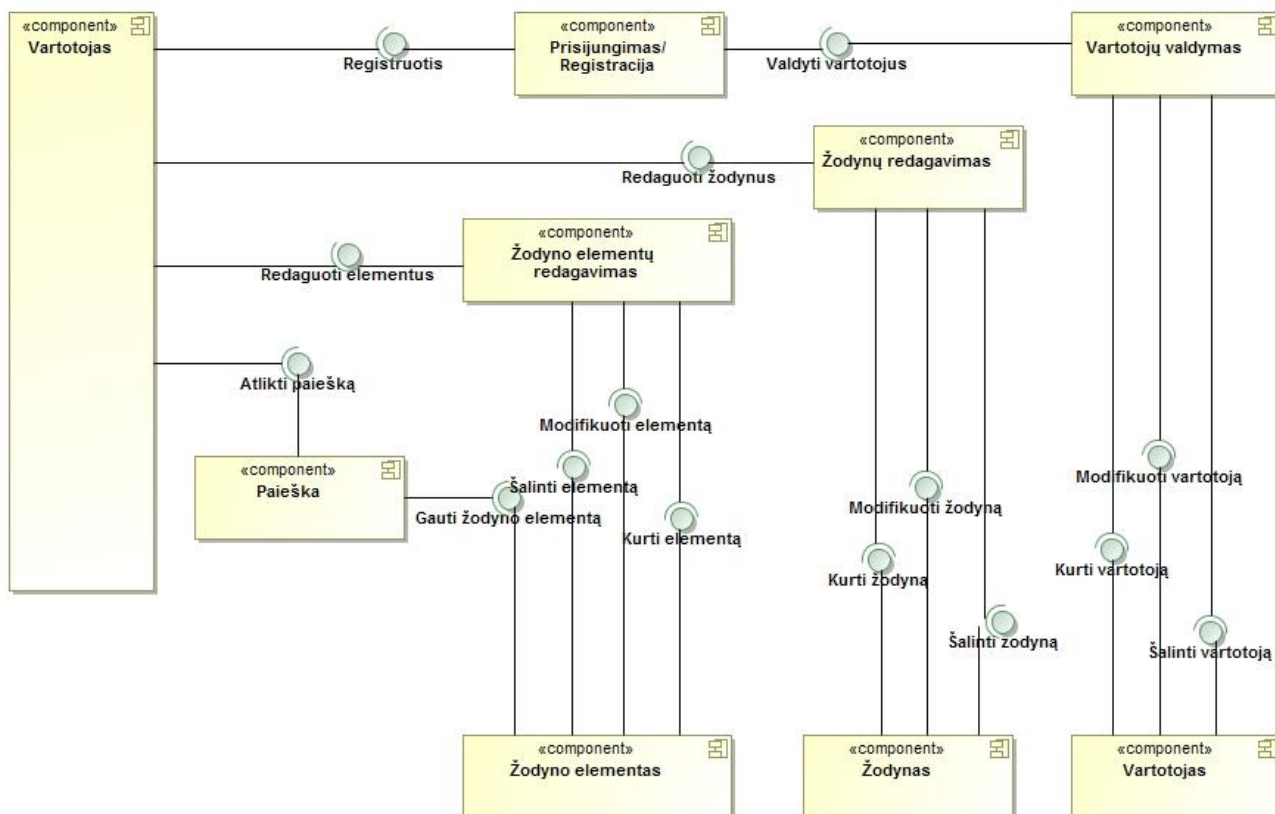 «component»
Vartotojas
Registruotis
«component»
Prisijungimas/
Registracija
Valdyti vartotojus
«component»
Vartotojų valdymas
«component»
Žodynų redagavimas
Redaguoti žodynus
«component»
Žodyno elementų
redagavimas
Redaguoti elementus
Atlikti paiešką
Modifikuoti elementą
«component»
Paieška
Šalinti elementą
Gauti žodyno elementą
Kurti elementą
Modifikuoti žodyną
Kurti žodyną
Šalinti žodyną
Modifikuoti vartotoją
Kurti vartotoją
Šalinti vartotoją
«component»
Žodyno elementas
«component»
Žodynas
«component»
Vartotojas